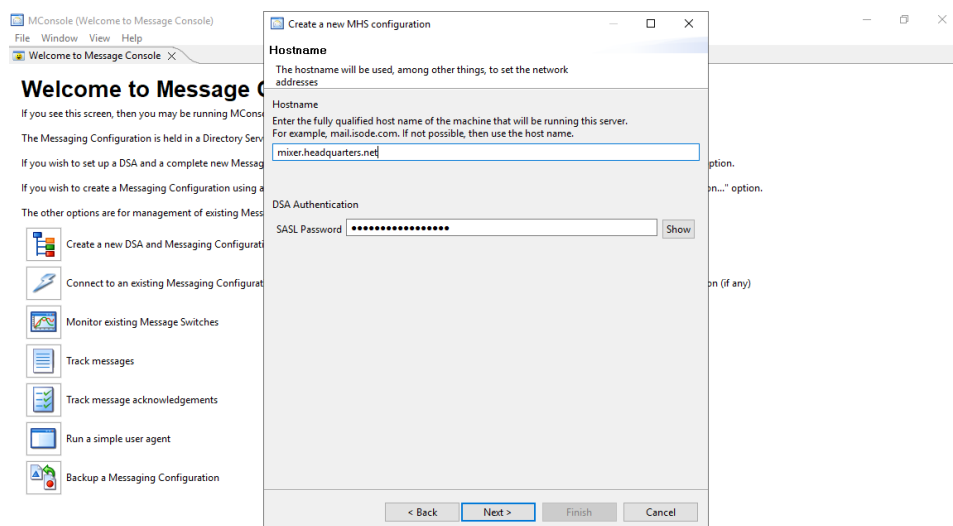 MConsole (Welcome to Message Console)
File Window View Help
Welcome to Message Console
Welcome to Message
If you see this screen, then you may be running
The Messaging Configuration is held in a Directory
If you wish to set up a DSA and a complete new
ption.
If you wish to create a Messaging Configuration using a
on..." option.
The other options are for management of existing
Create a new DSA and Messaging
Connect to an existing Messaging
on (if any)
Monitor existing Message Switches
Track messages
Track message acknowledgements
Run a simple user agent
Backup a Messaging Configuration
Create a new MHS configuration
Hostname
The hostname will be used, among other things, to set the network
addresses
Hostname
Enter the fully qualified host name of the machine that will be running this server.
For example, mail.isode.com. If not possible, then use the host name.
mixer.headquarters.net
DSA Authentication
SASL Password •••••••••••••••••
Show
< Back Next > Finish Cancel